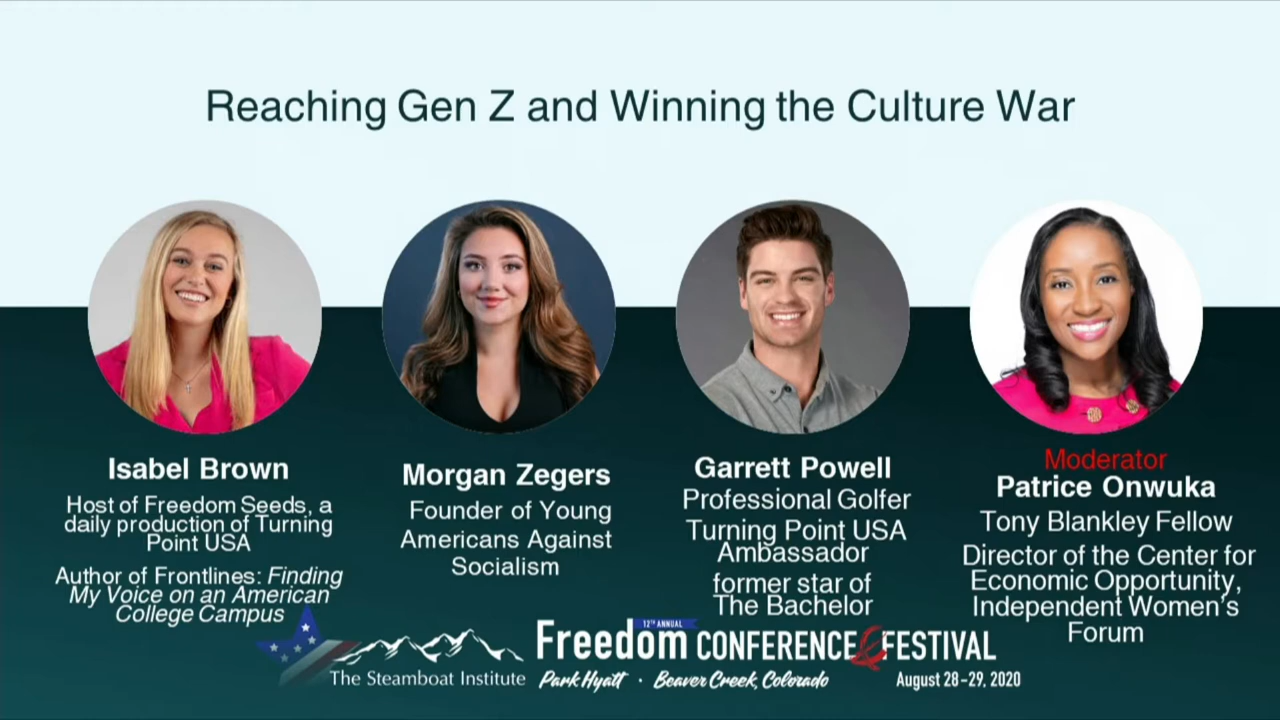 Reaching Gen Z and Winning the Culture War
Isabel Brown
Host of Freedom Seeds, a
daily production of Turning
Point USA
Author of Frontlines: Finding
My Voice on an American
College Campus
Morgan Zegers
Founder of Young
Americans Against
Socialism
Garrett Powell
Professional Golfer
Turning Point USA
Ambassador
former star of
The Bachelor
Moderator
Patrice Onwuka
Tony Blankley Fellow
Director of the Center for
Economic Opportunity,
Independent Women's
Forum
The Steamboat Institute
12TH ANNUAL
Freedom CONFERENCE & FESTIVAL
Park Hyatt · Beaver Creek, Colorado
August 28-29, 2020